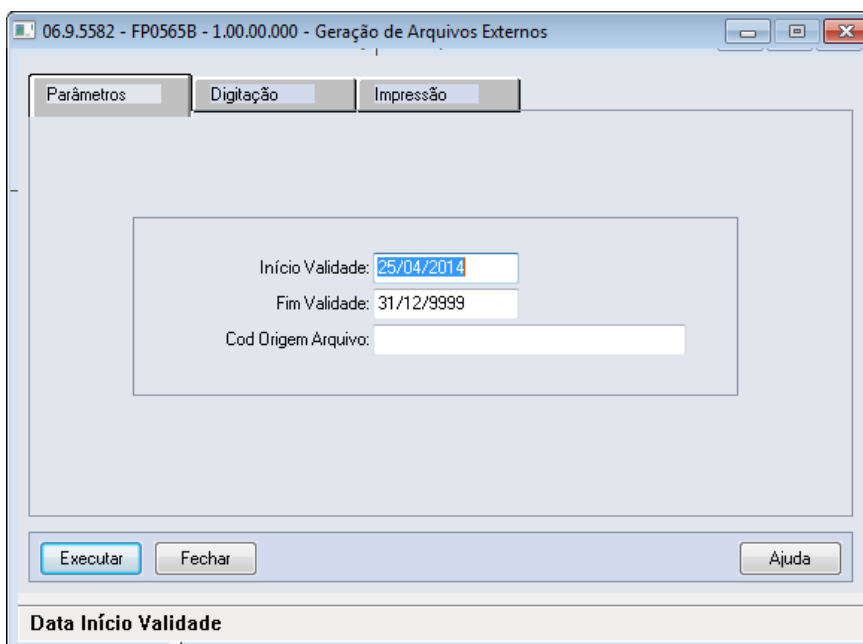 06.9.5582 - FP0565B - 1.00.00.000 - Geração de Arquivos Externos
Parâmetros Digitação Impressão
Início Validade: 25/04/2014
Fim Validade: 31/12/9999
Cod Origem Arquivo:
Executar Fechar Ajuda
Data Início Validade